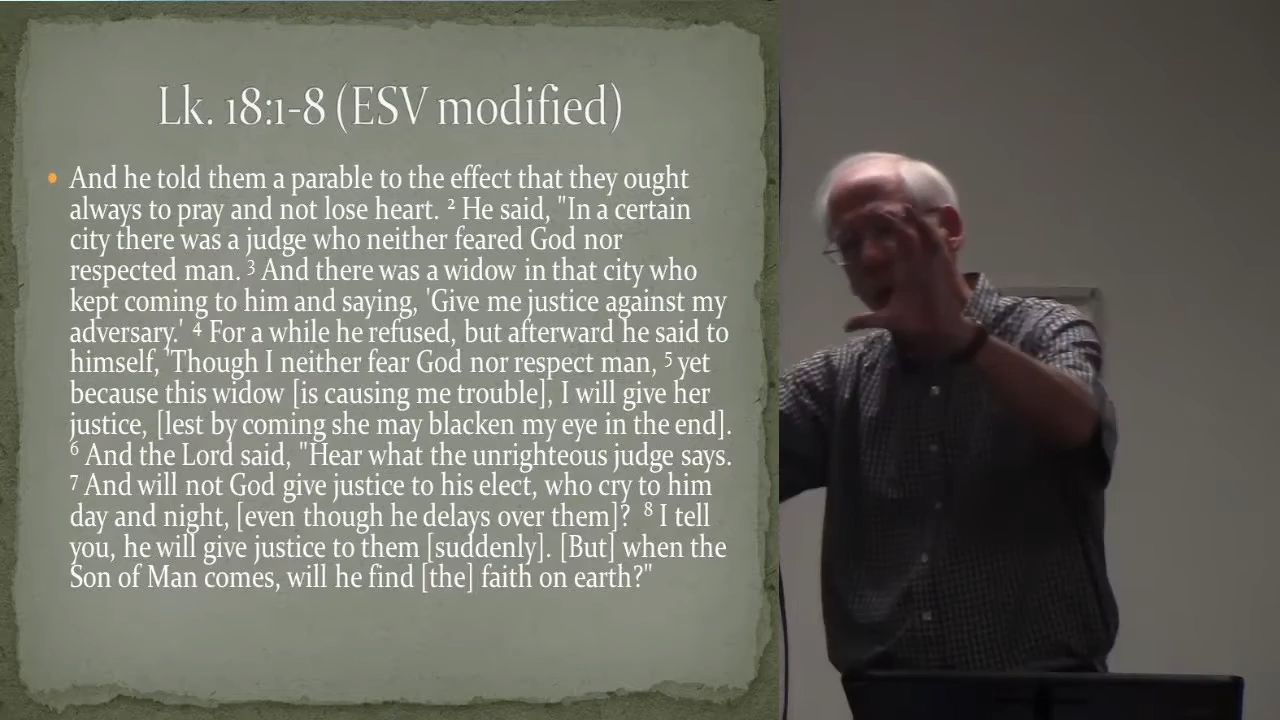 Lk. 18:1-8 (ESV modified)
• And he told them a parable to the effect that they ought
always to pray and not lose heart. ² He said, "In a certain
city there was a judge who neither feared God nor
respected man. ³ And there was a widow in that city who
kept coming to him and saying, 'Give me justice against my
adversary.' ⁴ For a while he refused, but afterward he said to
himself, 'Though I neither fear God nor respect man, ⁵ yet
because this widow [is causing me trouble], I will give her
justice, [lest by coming she may blacken my eye in the end].
⁶ And the Lord said, "Hear what the unrighteous judge says.
⁷ And will not God give justice to his elect, who cry to him
day and night, [even though he delays over them]? ⁸ I tell
you, he will give justice to them [suddenly]. [But] when the
Son of Man comes, will he find [the] faith on earth?"